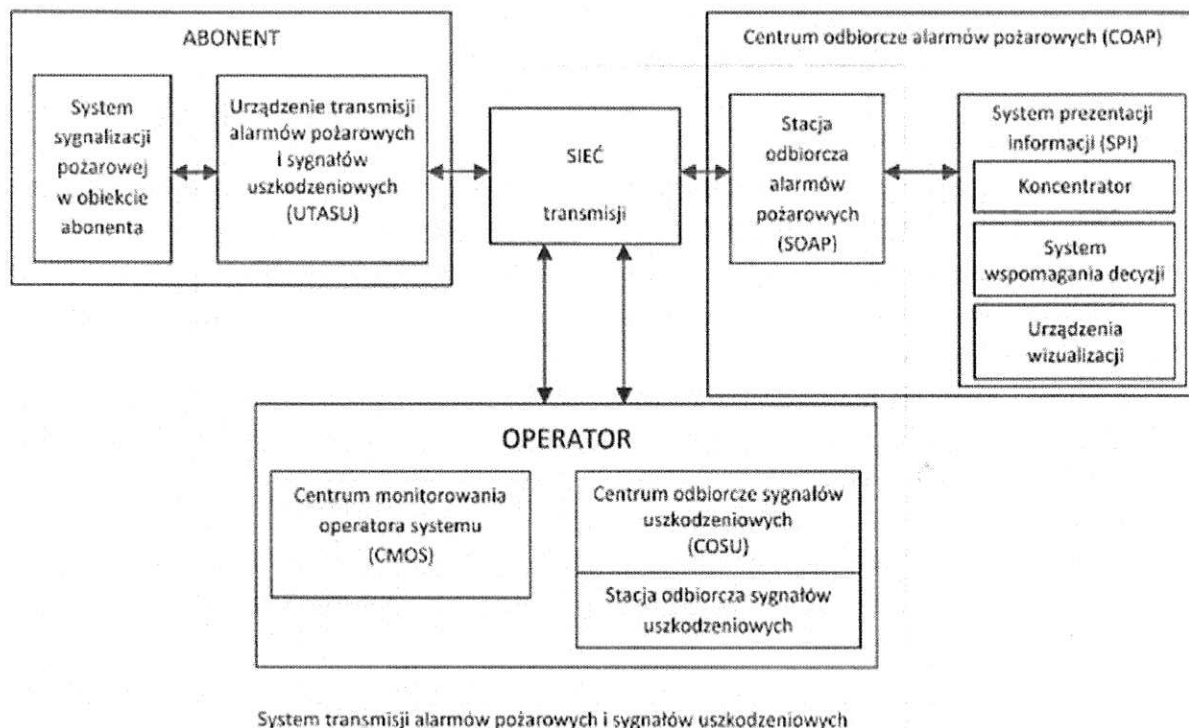 ABONENT
System
sygnalizacji
pożarowej
w obiekcie
abonenta
Urządzenie transmisji
alarmów pożarowych
i sygnałów
uszkodzeniowych
(UTASU)
SIEĆ
transmisji
Centrum odbiorcze alarmów pożarowych (COAP)
Stacja
odbiorcza
alarmów
pożarowych
(SOAP)
System prezentacji
informacji (SPI)
Koncentrator
System
wspomagania decyzji
Urządzenia
wizualizacji
OPERATOR
Centrum monitorowania
operatora systemu
(CMOS)
Centrum odbiorcze sygnałów
uszkodzeniowych
(COSU)
Stacja odbiorcza sygnałów
uszkodzeniowych
System transmisji alarmów pożarowych i sygnałów uszkodzeniowych